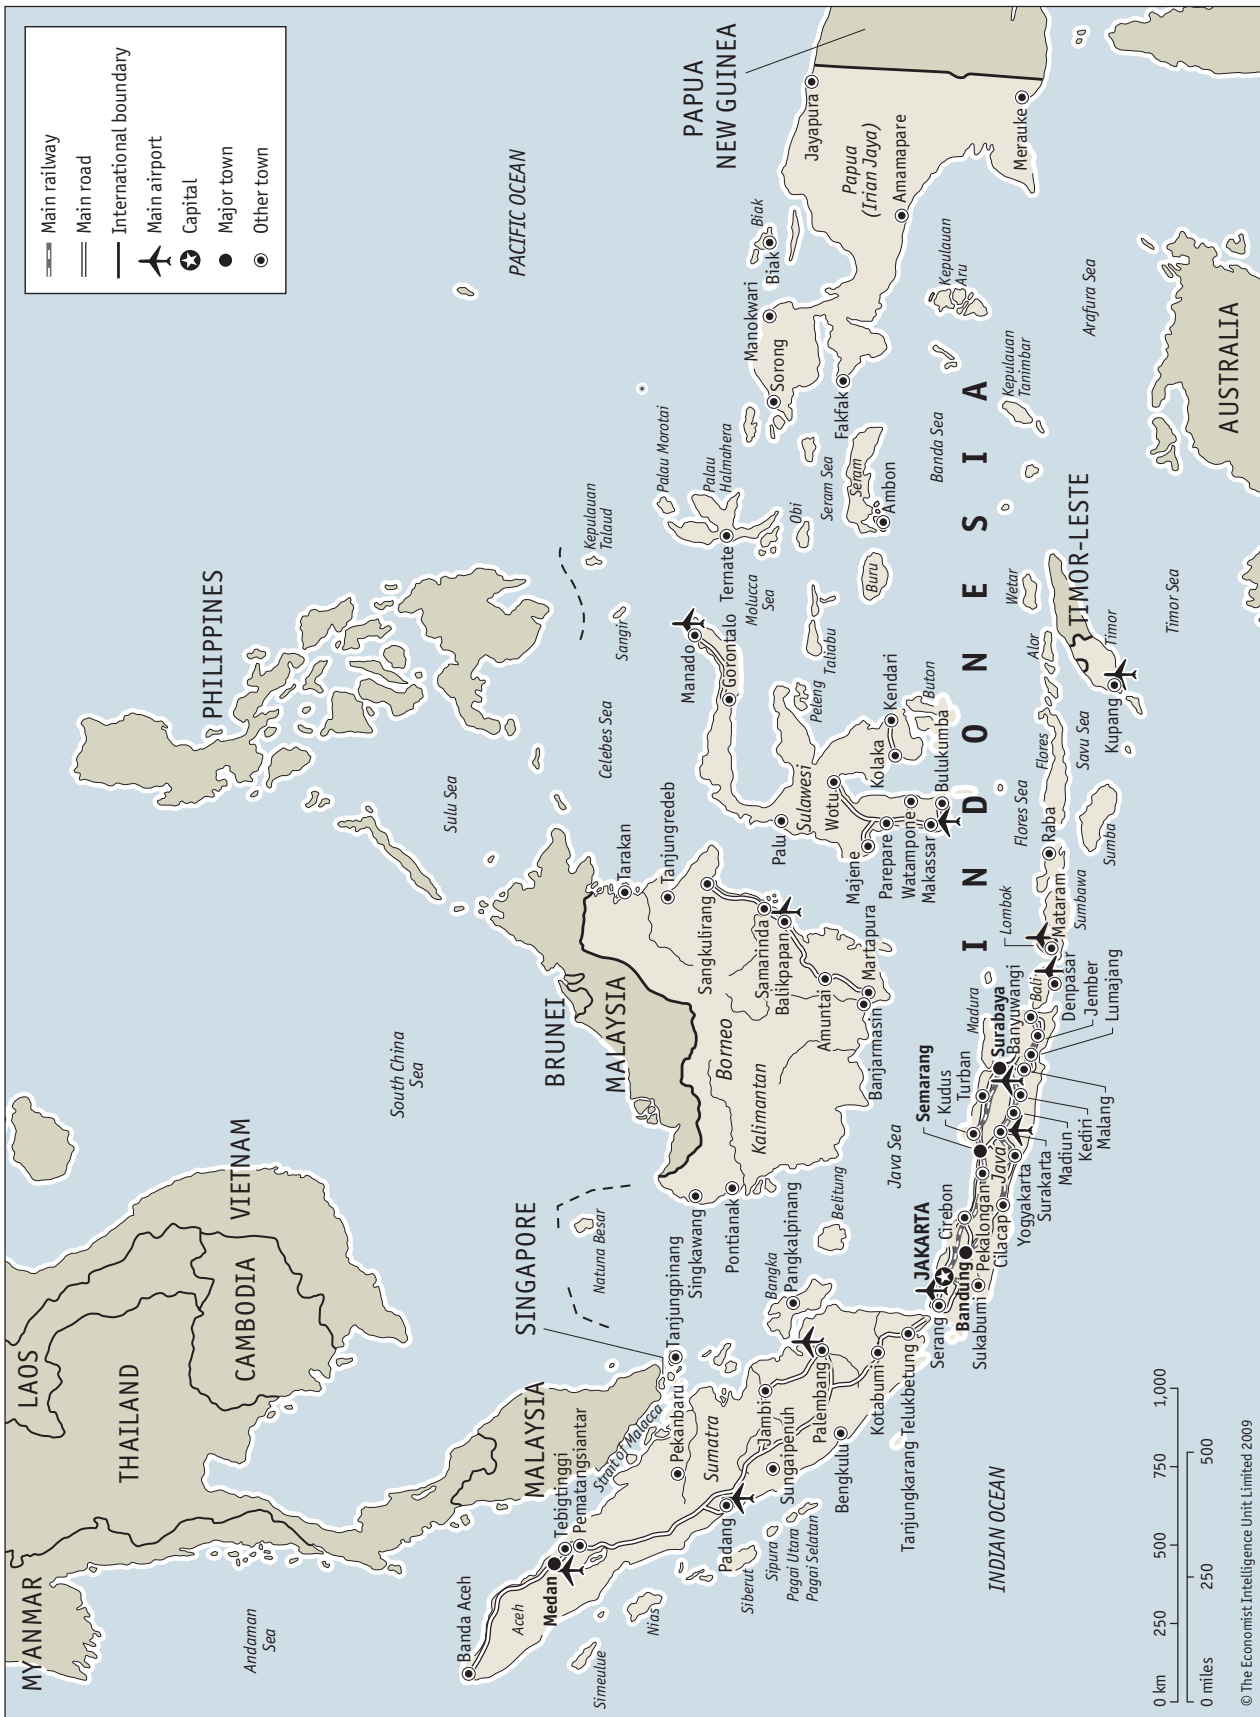 Main railway
Main road
International boundary
Main airport
Capital
Major town
Other town
MYANMAR
LAOS
THAILAND
CAMBODIA
VIETNAM
PHILIPPINES
Andaman
Sea
South China
Sea
Sulu Sea
PACIFIC OCEAN
BRUNEI
MALAYSIA
SINGAPORE
MALAYSIA
PAPUA
NEW GUINEA
Celebes Sea
Kepulauan
Talaud
Sangir
Palau Morotai
Palau
Halmahera
Banda Aceh
Aceh
Medan
Tebigtinggi
Pematangsiantar
Strait of Malacca
Simeulue
Nias
Pekanbaru
Sumatra
Tanjungpinang
Natuna Besar
Singkawang
Pontianak
Padang
Siberut
Sipura
Pagai Utara
Pagai Selatan
Jambi
Sungaipenuh
Palembang
Bengkulu
Kotabumi
Tanjungkarang Telukbetung
Bangka
Pangkalpinang
Belitung
Borneo
Kalimantan
Tarakan
Tanjungredeb
Sangkulirang
Samarinda
Balikpapan
Amuntai
Martapura
Banjarmasin
Manado
Gorontalo
Ternate
Molucca
Sea
Obi
Palu
Sulawesi
Peleng
Taliabu
Wotu
Majene
Parepare
Watampone
Makassar
Kolaka
Kendari
Buton
Bulukumba
Buru
Seram
Seram Sea
Ambon
Banda Sea
Sorong
Manokwari
Biak
Biak
Fakfak
Jayapura
Papua
(Irian Jaya)
Amamapare
Merauke
Kepulauan
Aru
Kepulauan
Tanimbar
Arafura Sea
INDONESIA
Java Sea
JAKARTA
Serang
Bandung
Sukabumi
Cirebon
Pekalongan
Cilacap
Java
Yogyakarta
Surakarta
Semarang
Kudus
Turban
Madiun
Kediri
Malang
Madura
Surabaya
Banyuwangi
Bali
Denpasar
Jember
Lumajang
Lombok
Mataram
Sumbawa
Raba
Flores Sea
Flores
Sumba
Savu Sea
Alor
Wetar
TIMOR-LESTE
Timor
Kupang
Timor Sea
AUSTRALIA
INDIAN OCEAN
0 km 250 500 750 1,000
0 miles 250 500
© The Economist Intelligence Unit Limited 2009